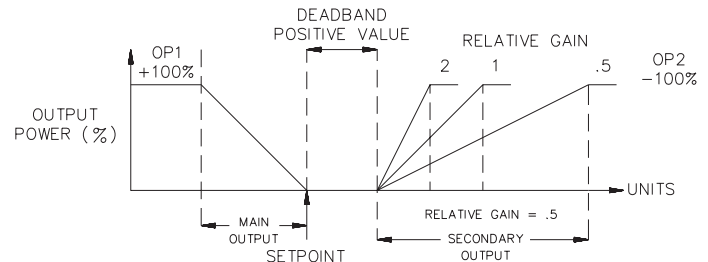 DEADBAND
POSITIVE VALUE
OP1
+100%
RELATIVE GAIN
2
1
.5
OP2
-100%
OUTPUT
POWER (%)
UNITS
MAIN
OUTPUT
SETPOINT
RELATIVE GAIN = .5
SECONDARY
OUTPUT